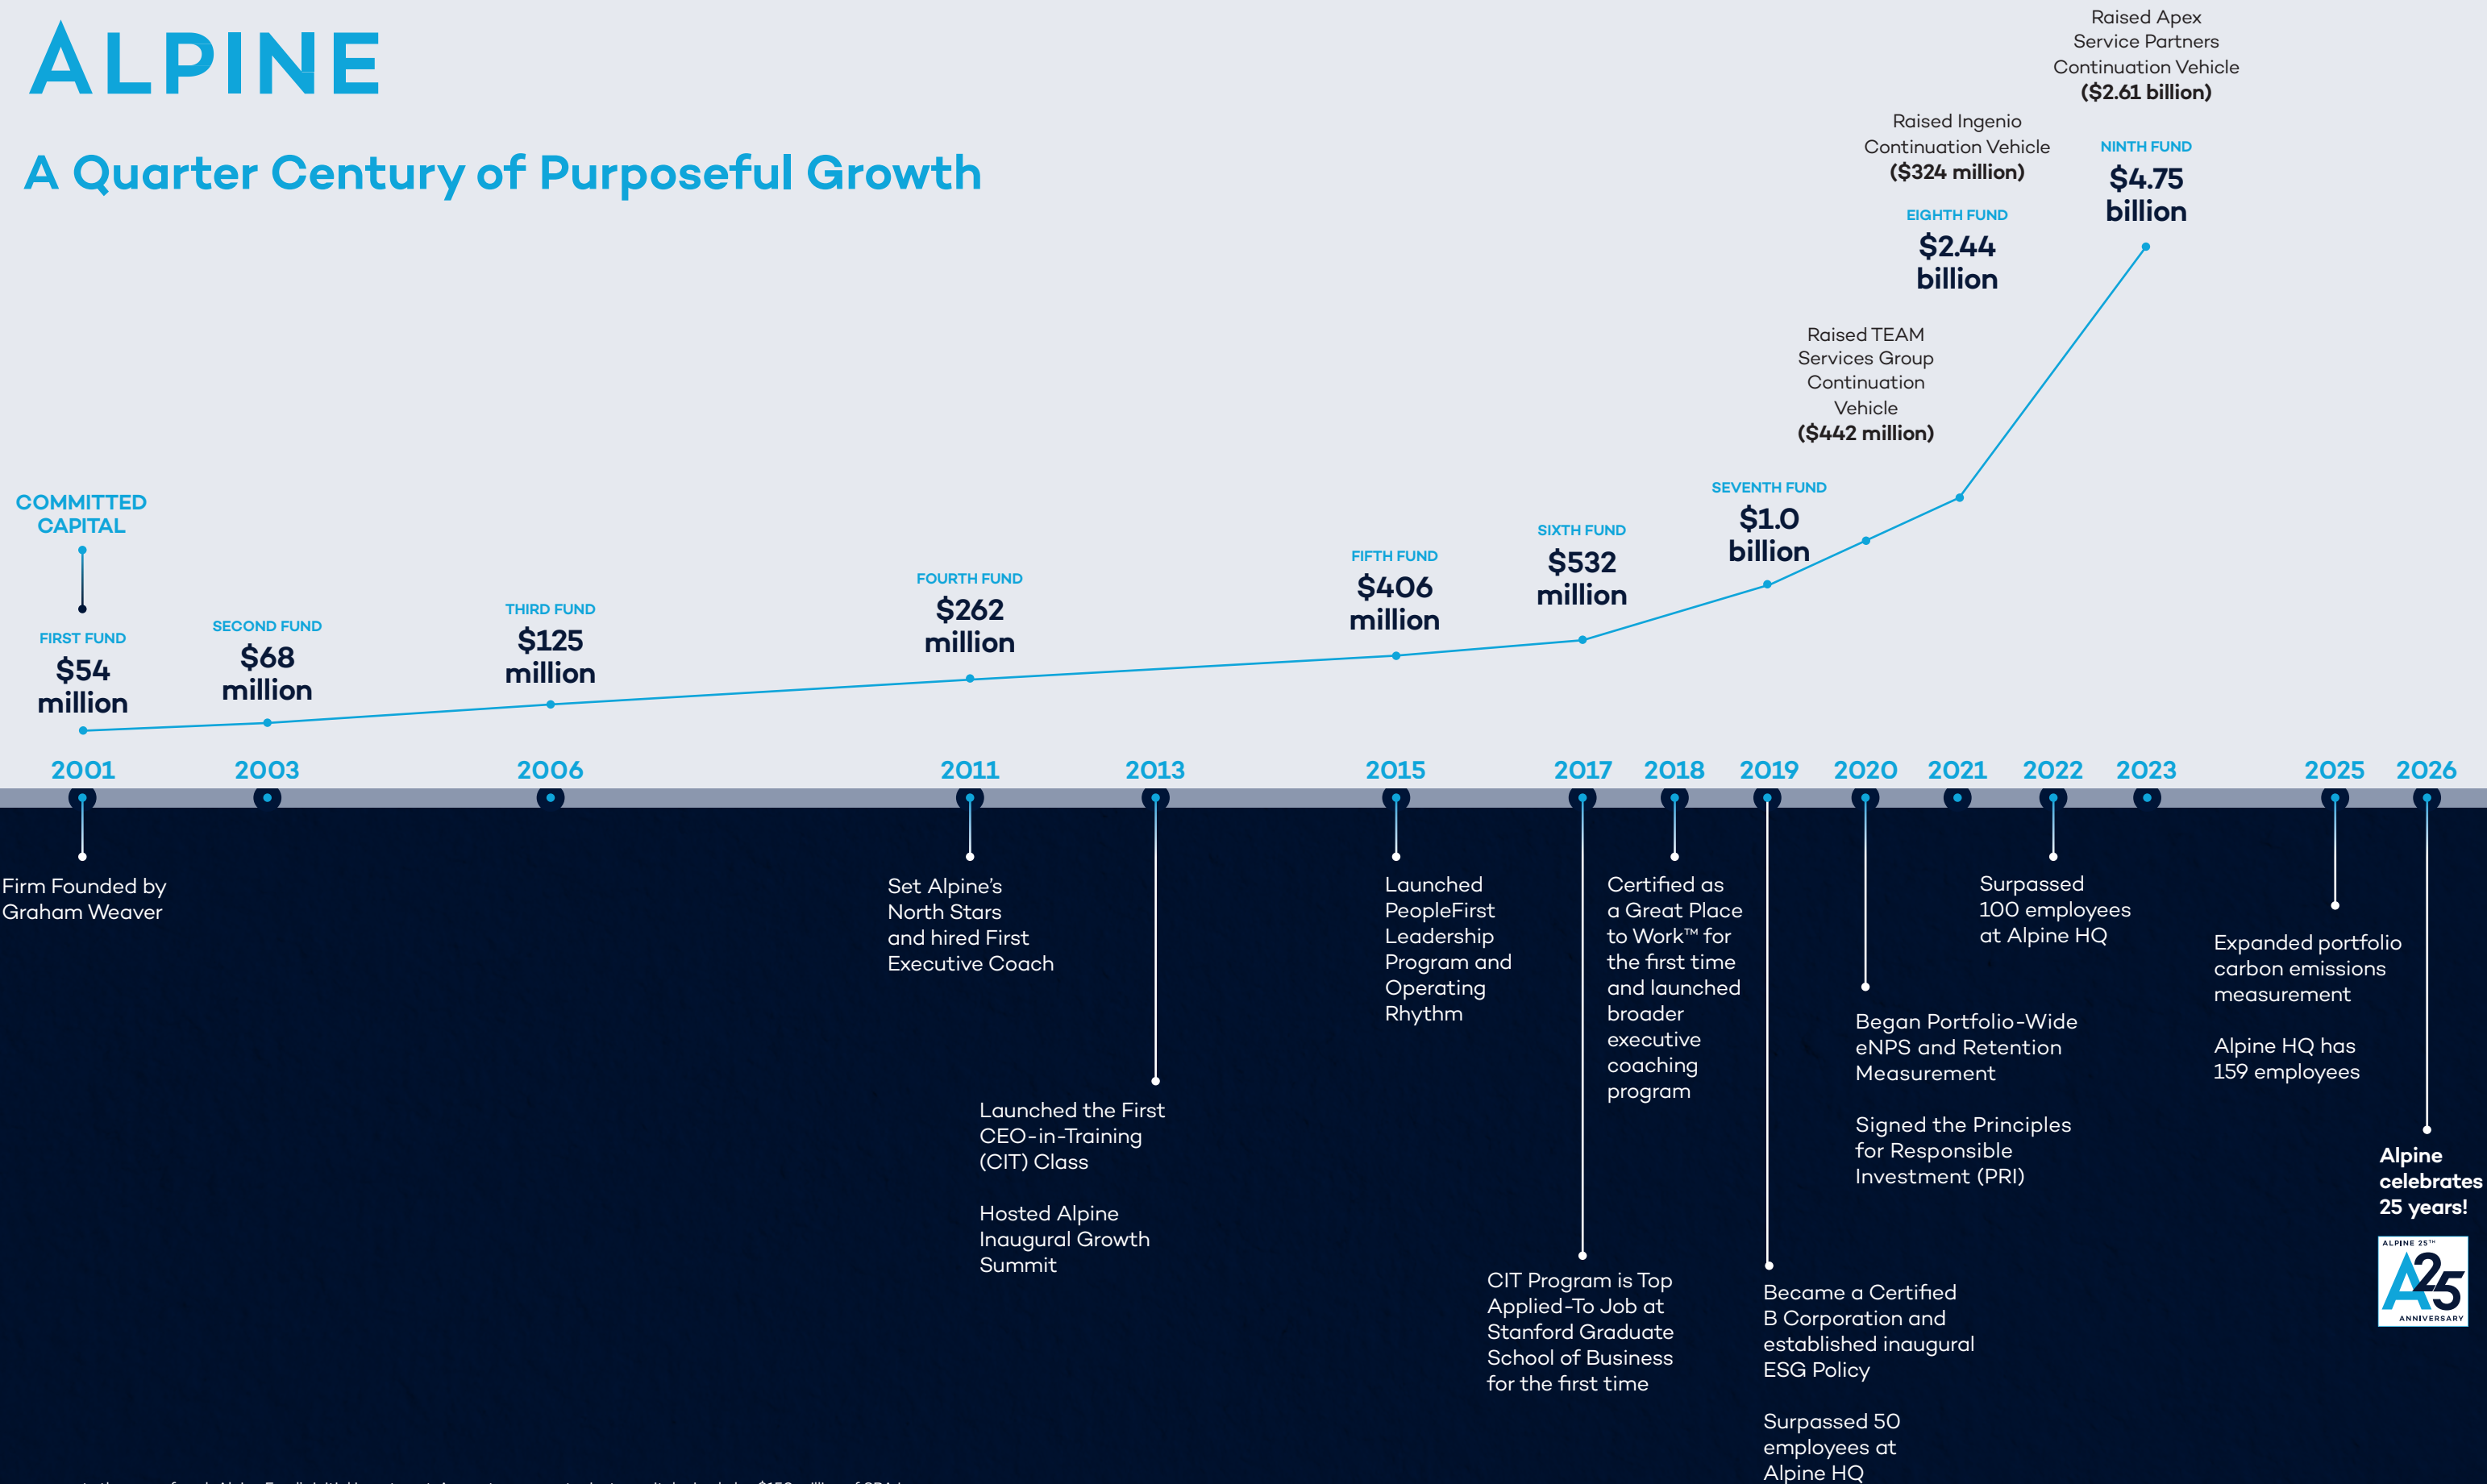 ALPINE
A Quarter Century of Purposeful Growth
COMMITTED
CAPITAL
FIRST FUND
$54
million
SECOND FUND
$68
million
THIRD FUND
$125
million
FOURTH FUND
$262
million
FIFTH FUND
$406
million
SIXTH FUND
$532
million
SEVENTH FUND
$1.0
billion
Raised TEAM
Services Group
Continuation
Vehicle
($442 million)
Raised Ingenio
Continuation Vehicle
($324 million)
EIGHTH FUND
$2.44
billion
Raised Apex
Service Partners
Continuation Vehicle
($2.61 billion)
NINTH FUND
$4.75
billion
2001 2003 2006 2011 2013 2015 2017 2018 2019 2020 2021 2022 2023 2025 2026
Firm Founded by
Graham Weaver
Set Alpine’s
North Stars
and hired First
Executive Coach
Launched the First
CEO-in-Training
(CIT) Class
Hosted Alpine
Inaugural Growth
Summit
Launched
PeopleFirst
Leadership
Program and
Operating
Rhythm
CIT Program is Top
Applied-To Job at
Stanford Graduate
School of Business
for the first time
Certified as
a Great Place
to Work™ for
the first time
and launched
broader
executive
coaching
program
Became a Certified
B Corporation and
established inaugural
ESG Policy
Surpassed 50
employees at
Alpine HQ
Began Portfolio-Wide
eNPS and Retention
Measurement
Signed the Principles
for Responsible
Investment (PRI)
Surpassed
100 employees
at Alpine HQ
Expanded portfolio
carbon emissions
measurement
Alpine HQ has
159 employees
Alpine
celebrates
25 years!
ALPINE 25TH
A25
ANNIVERSARY